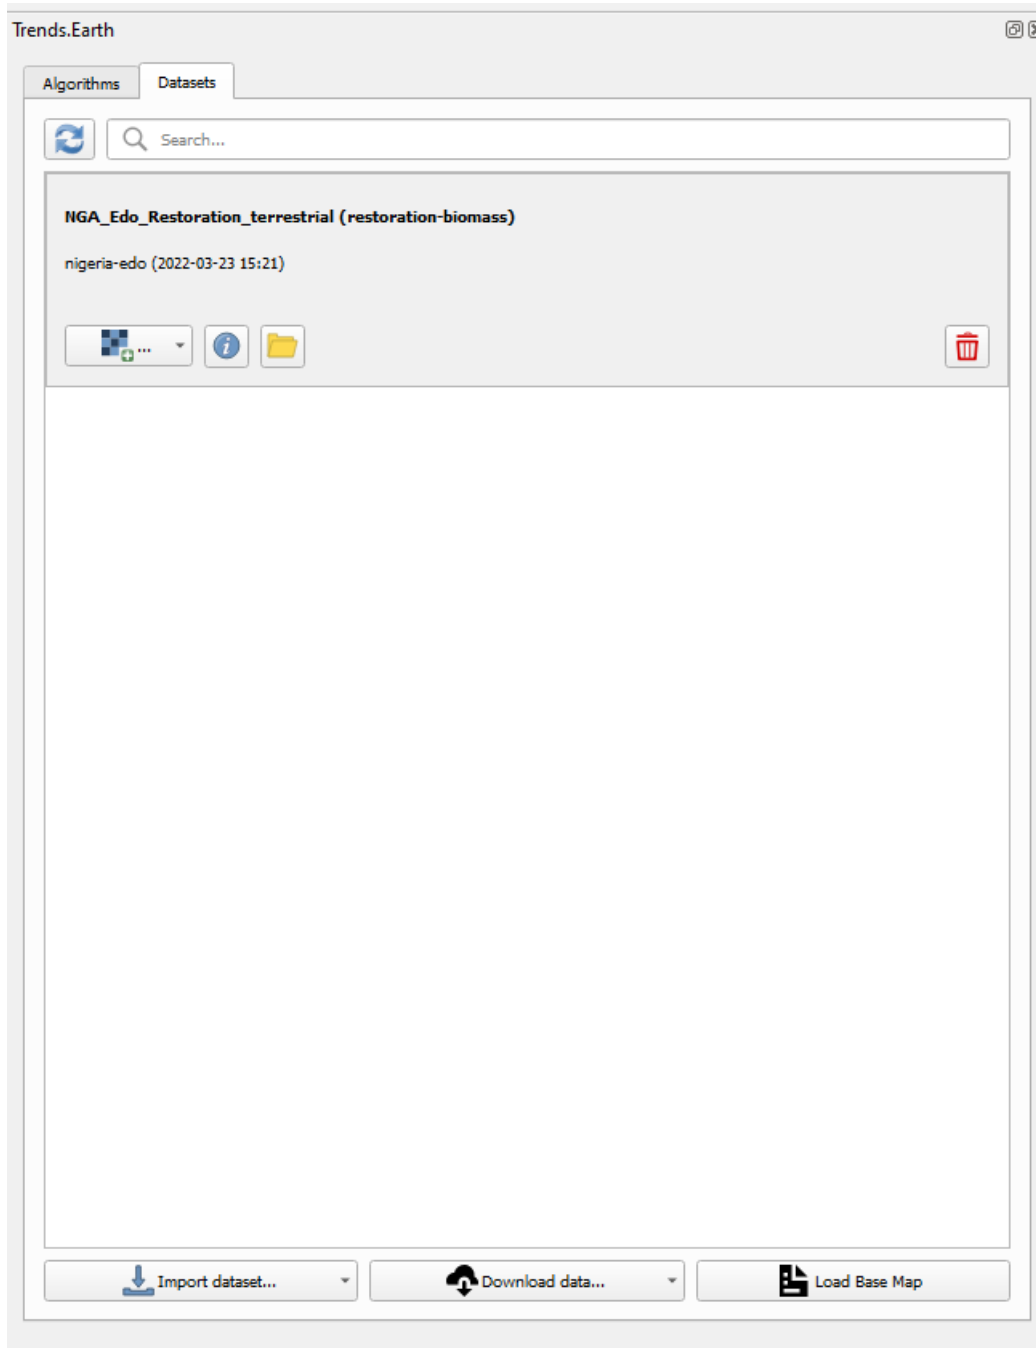 Trends.Earth
Algorithms Datasets
Search...
NGA_Edo_Restoration_terrestrial (restoration-biomass)
nigeria-edo (2022-03-23 15:21)
...
Import dataset... Download data... Load Base Map